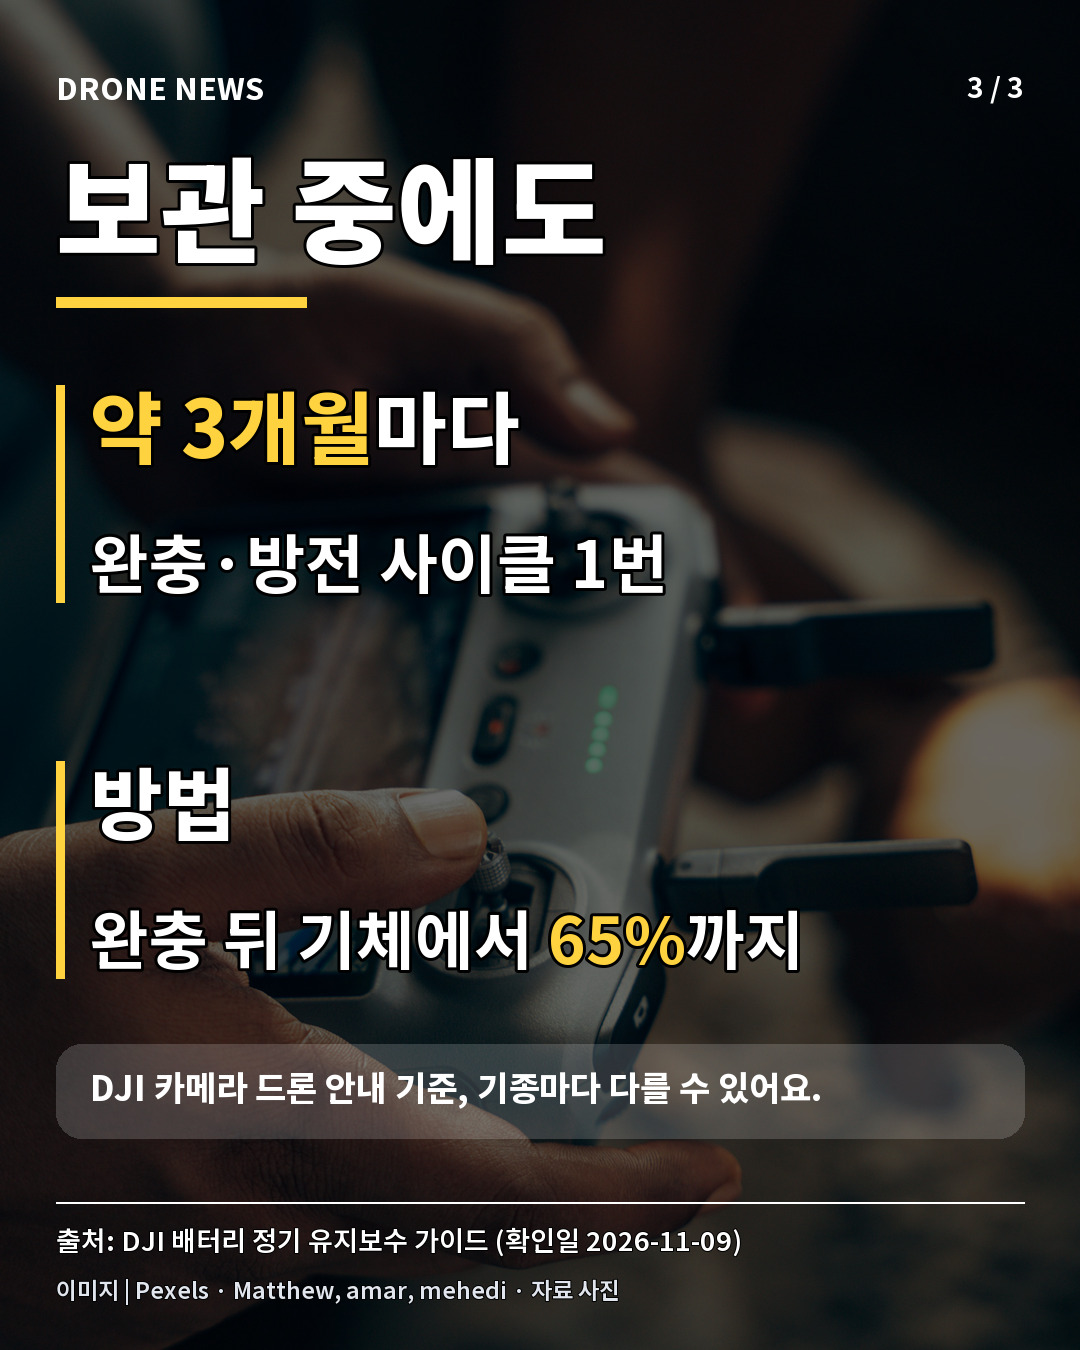 DRONE NEWS
3 / 3
보관 중에도
약 3개월마다
완충·방전 사이클 1번
방법
완충 뒤 기체에서 65%까지
DJI 카메라 드론 안내 기준, 기종마다 다를 수 있어요.
출처: DJI 배터리 정기 유지보수 가이드 (확인일 2026-11-09)
이미지 | Pexels · Matthew, amar, mehedi · 자료 사진